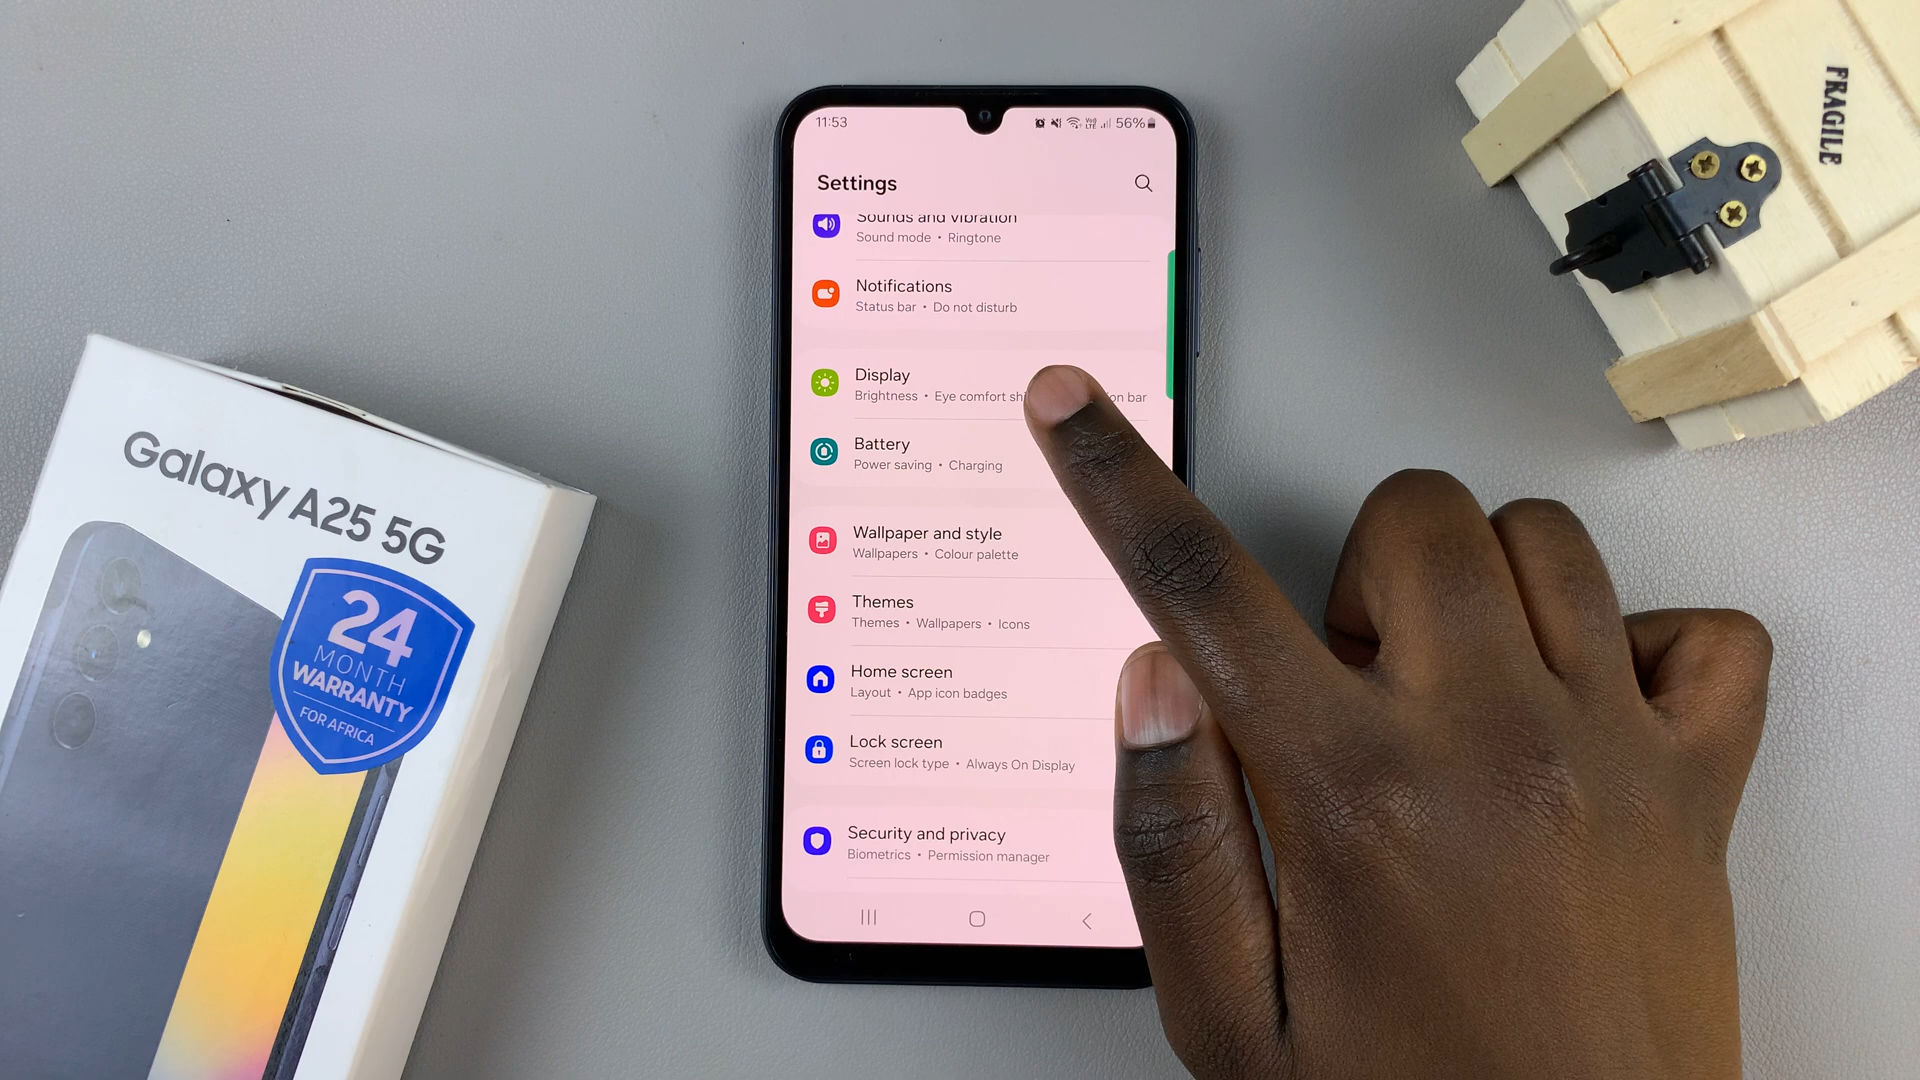 FRAGILE
11:53
VoD LTE 56%
Settings
Sounds and vibration
Sound mode • Ringtone
Notifications
Status bar • Do not disturb
Display
Brightness • Eye comfort shi on bar
Battery
Power saving • Charging
Wallpaper and style
Wallpapers • Colour palette
Themes
Themes • Wallpapers • Icons
Home screen
Layout • App icon badges
Lock screen
Screen lock type • Always On Display
Security and privacy
Biometrics • Permission manager
Galaxy A25 5G
24
MONTH
WARRANTY
FOR AFRICA